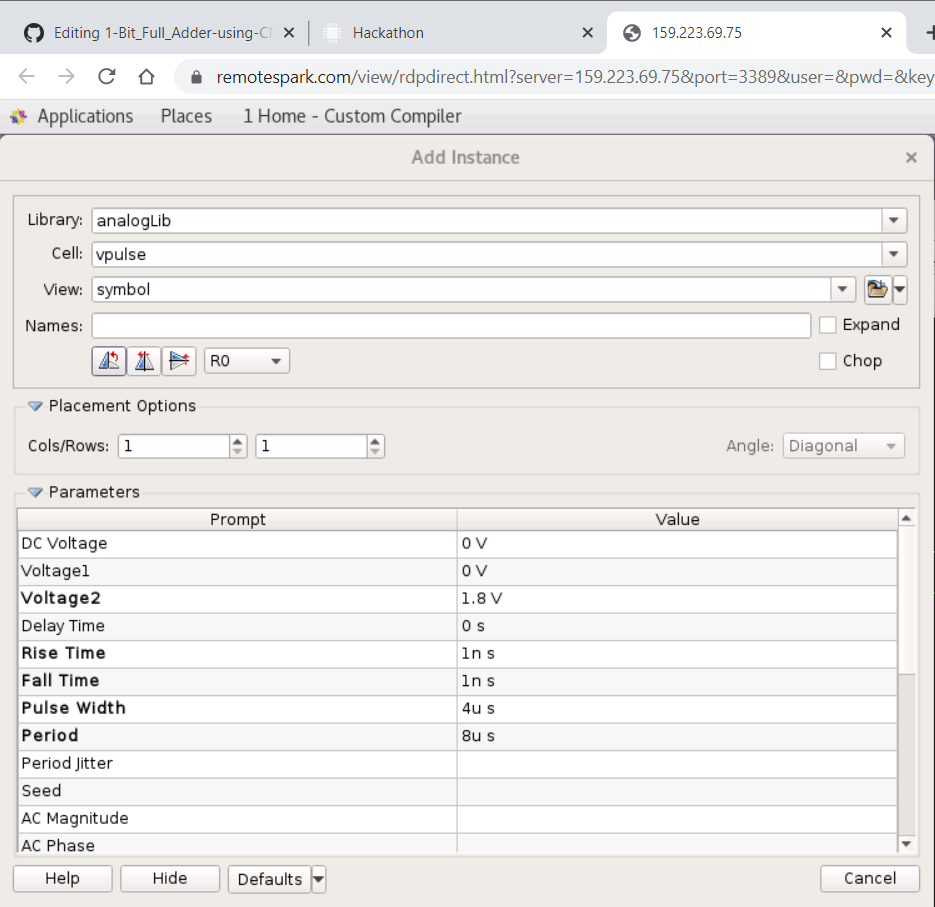 Editing 1-Bit_Full_Adder-using-C
Hackathon
159.223.69.75
remotespark.com/view/rdpdirect.html?server=159.223.69.75&port=3389&user=&pwd=&key
Applications Places 1 Home - Custom Compiler
Add Instance
Library: analogLib
Cell: vpulse
View: symbol
Names: Expand
R0 Chop
Placement Options
Cols/Rows: 1 1 Angle: Diagonal
Parameters
Prompt Value
DC Voltage 0 V
Voltage1 0 V
Voltage2 1.8 V
Delay Time 0 s
Rise Time 1n s
Fall Time 1n s
Pulse Width 4u s
Period 8u s
Period Jitter
Seed
AC Magnitude
AC Phase
Help Hide Defaults Cancel